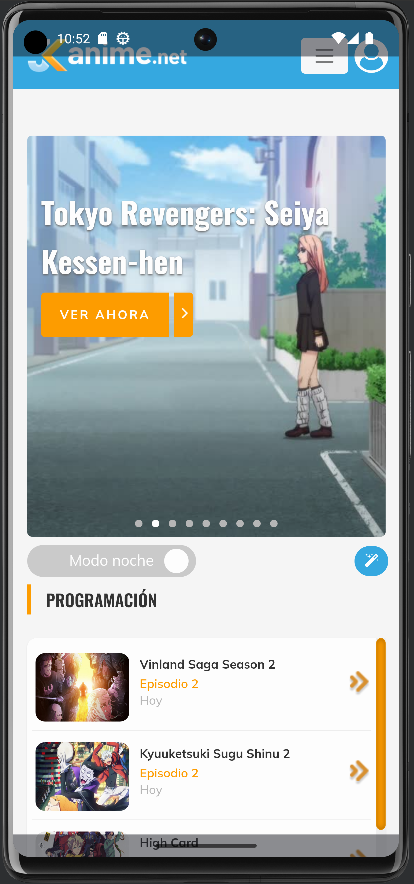 10:52
anime.net
Tokyo Revengers: Seiya
Kessen-hen
VER AHORA
Modo noche
PROGRAMACIÓN
Vinland Saga Season 2
Episodio 2
Hoy
Kyuuketsuki Sugu Shinu 2
Episodio 2
Hoy
High Card